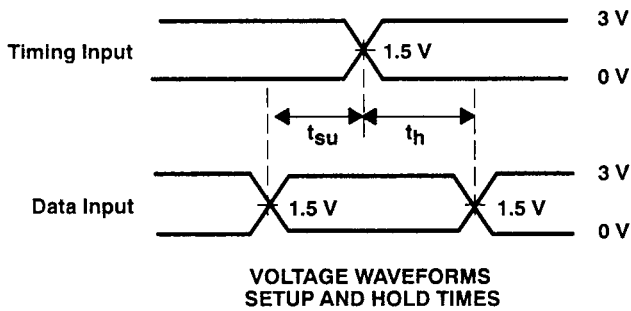 3 V
Timing Input
1.5 V
0 V
tsu
th
3 V
Data Input
1.5 V
1.5 V
0 V
VOLTAGE WAVEFORMS
SETUP AND HOLD TIMES